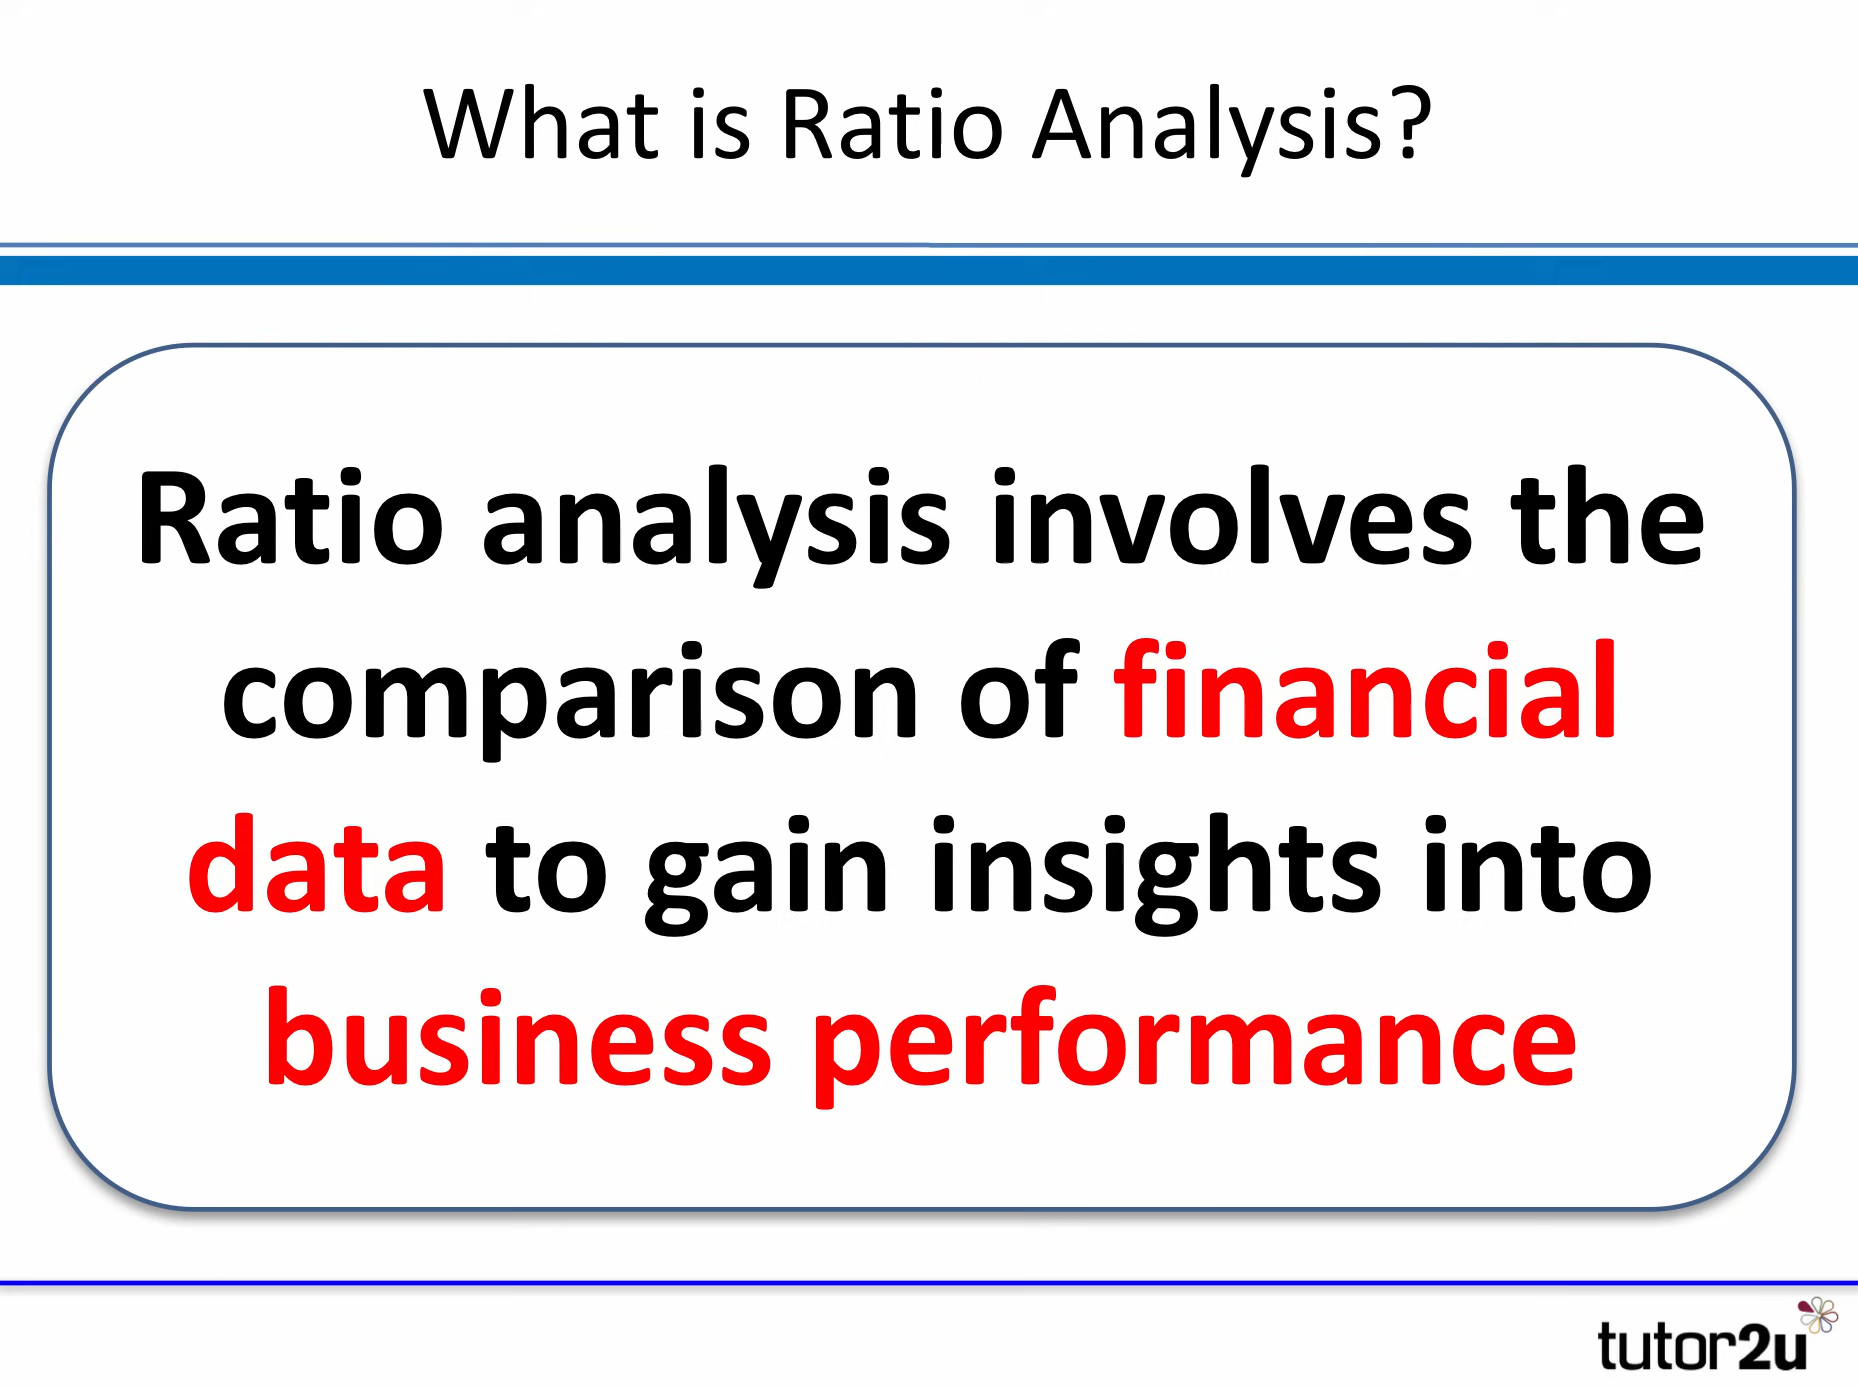 What is Ratio Analysis?
Ratio analysis involves the
comparison of financial
data to gain insights into
business performance
tutor2u